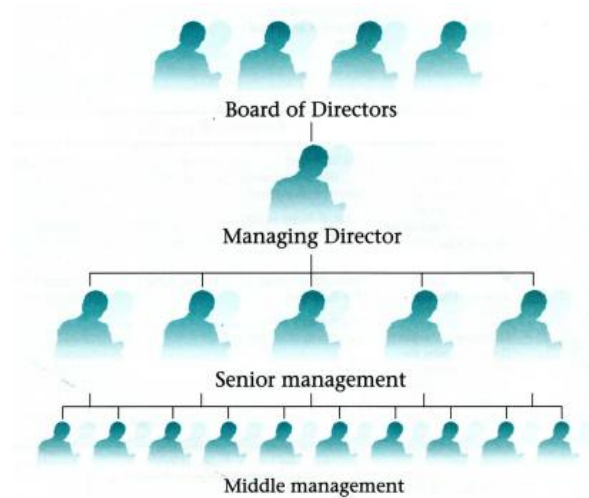 Board of Directors
Managing Director
Senior management
Middle management